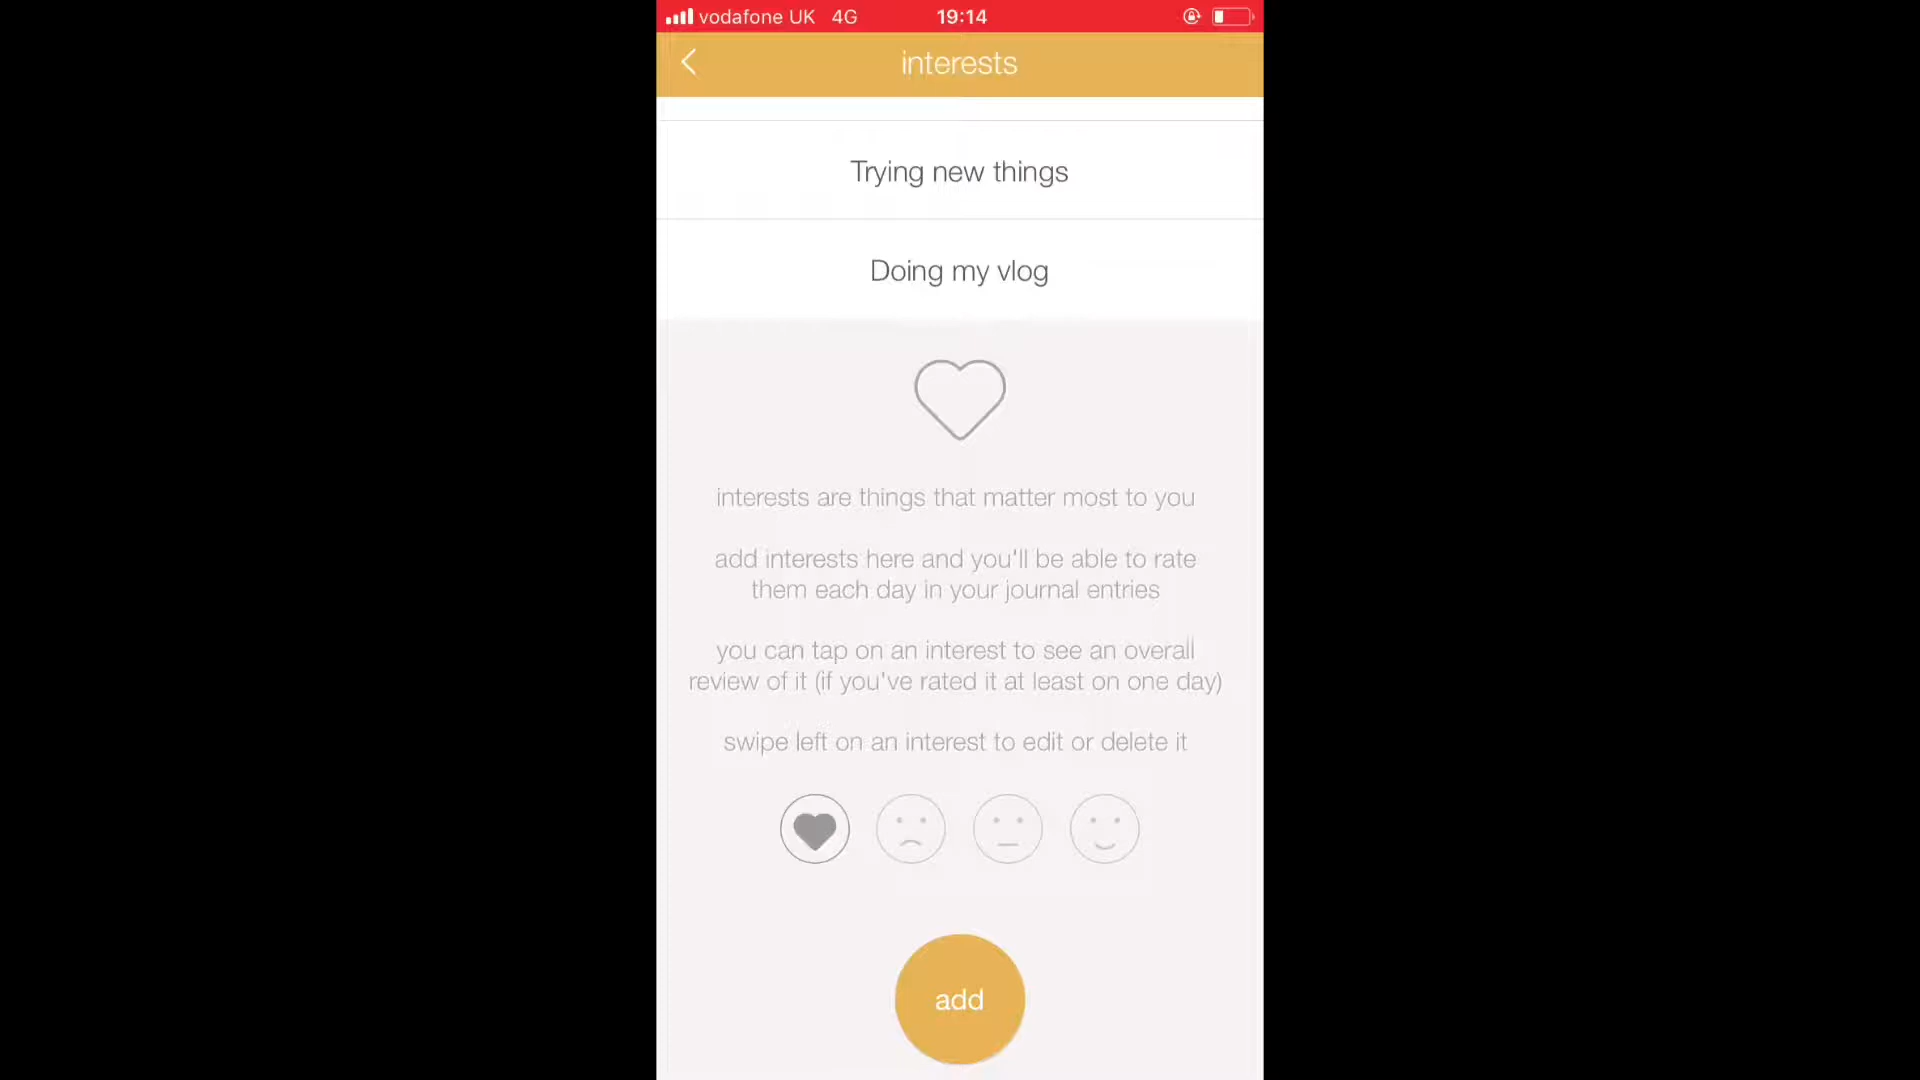 vodafone UK 4G 19:14
interests
Trying new things
Doing my vlog
interests are things that matter most to you
add interests here and you'll be able to rate
them each day in your journal entries
you can tap on an interest to see an overall
review of it (if you've rated it at least on one day)
swipe left on an interest to edit or delete it
add